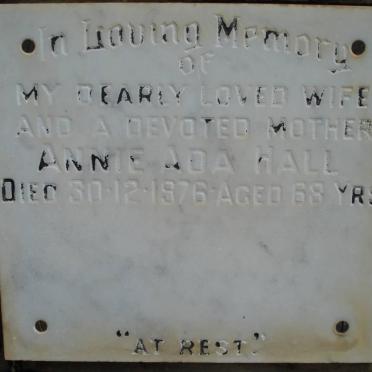 In Loving Memory
OF
MY DEARLY LOVED WIFE
AND A DEVOTED MOTHER
ANNIE ADA HALL
DIED 30·12·1976 AGED 68 YRS
"AT REST."